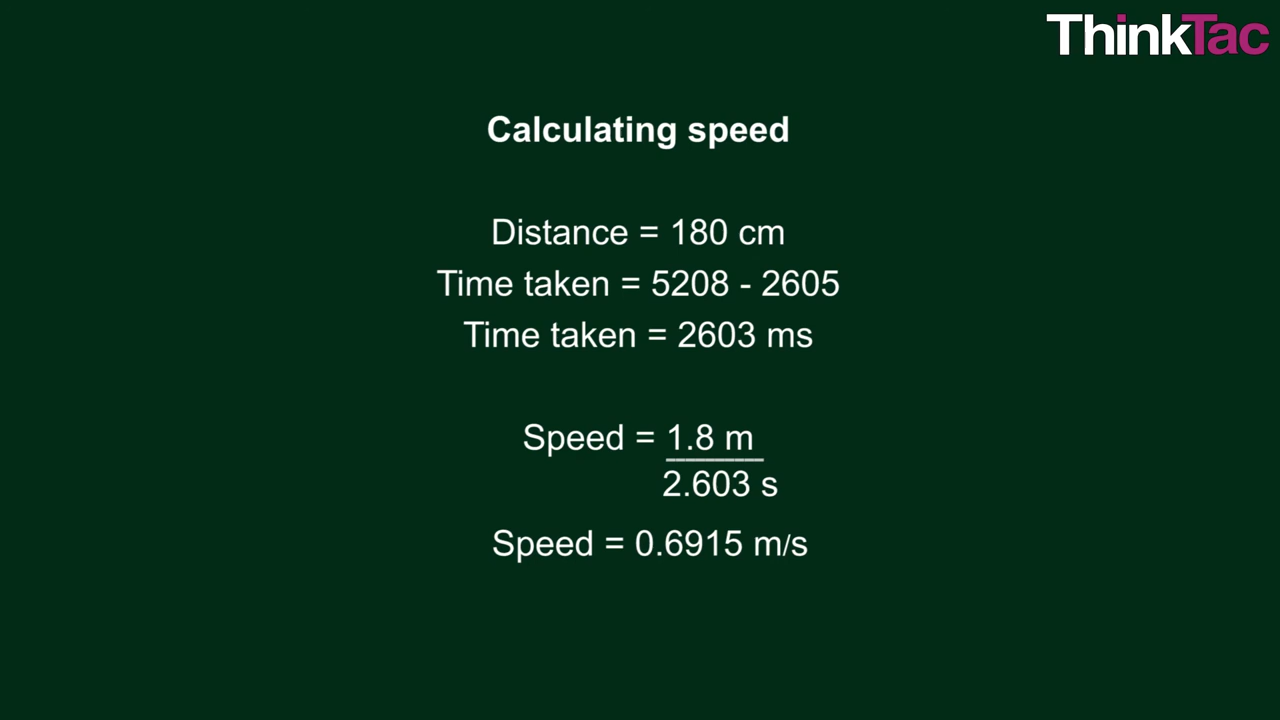 ThinkTac
Calculating speed
Distance = 180 cm
Time taken = 5208 - 2605
Time taken = 2603 ms
Speed = 1.8 m
2.603 s
Speed = 0.6915 m/s